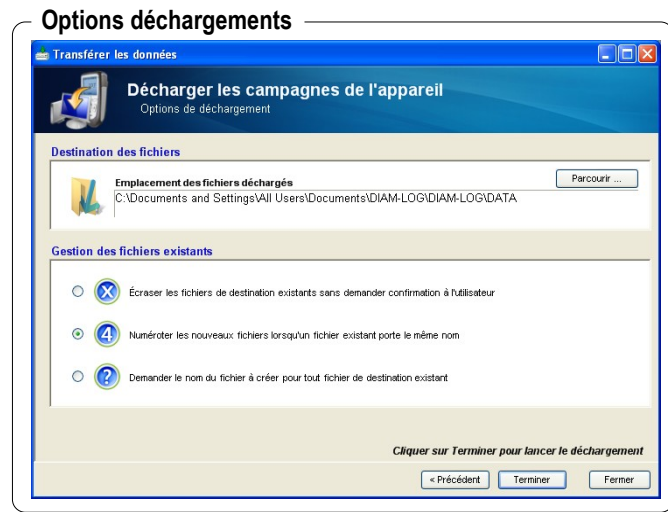 Options déchargements
Transférer les données
Décharger les campagnes de l'appareil
Options de déchargement
Destination des fichiers
Emplacement des fichiers déchargés
Parcourir ...
C:\Documents and Settings\All Users\Documents\DIAM-LOG\DIAM-LOG\DATA
Gestion des fichiers existants
Écraser les fichiers de destination existants sans demander confirmation à l'utilisateur
4 Numéroter les nouveaux fichiers lorsqu'un fichier existant porte le même nom
? Demander le nom du fichier à créer pour tout fichier de destination existant
Cliquer sur Terminer pour lancer le déchargement
< Précédent Terminer Fermer